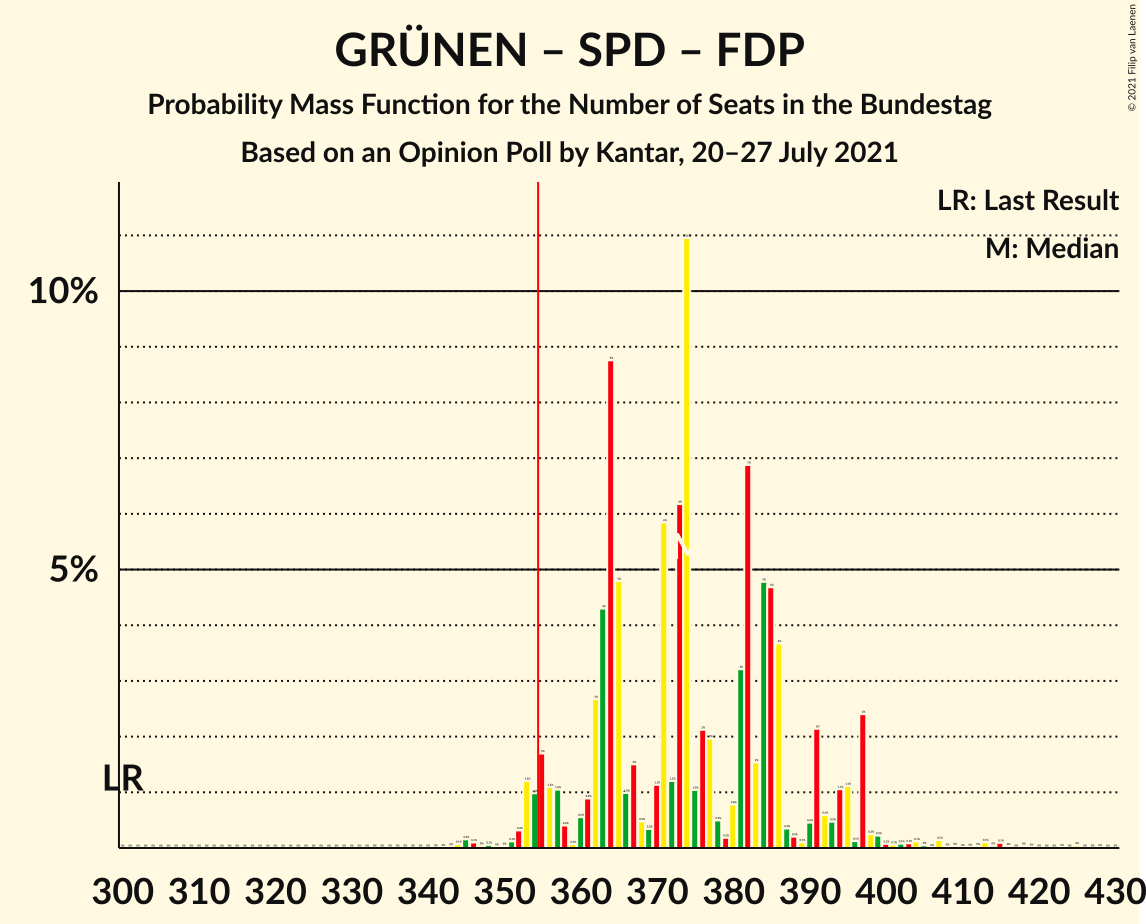 GRÜNEN – SPD – FDP
Probability Mass Function for the Number of Seats in the Bundestag
Based on an Opinion Poll by Kantar, 20–27 July 2021
© 2021 Filip van Laenen
LR: Last Result
M: Median
10%
5%
LR
300 310 320 330 340 350 360 370 380 390 400 410 420 430